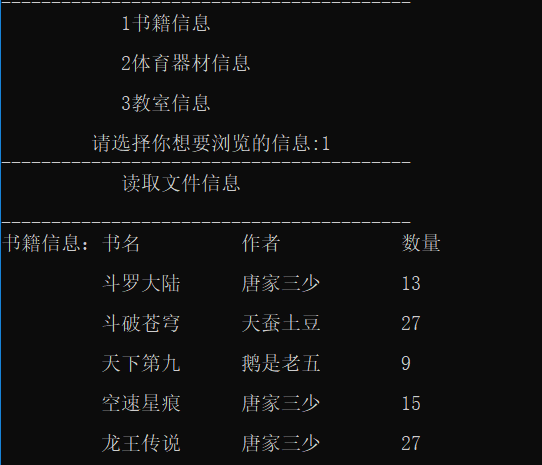 1书籍信息
2体育器材信息
3教室信息
请选择你想要浏览的信息:1
读取文件信息
书籍信息: 书名 作者 数量
斗罗大陆 唐家三少 13
斗破苍穹 天蚕土豆 27
天下第九 鹅是老五 9
空速星痕 唐家三少 15
龙王传说 唐家三少 27